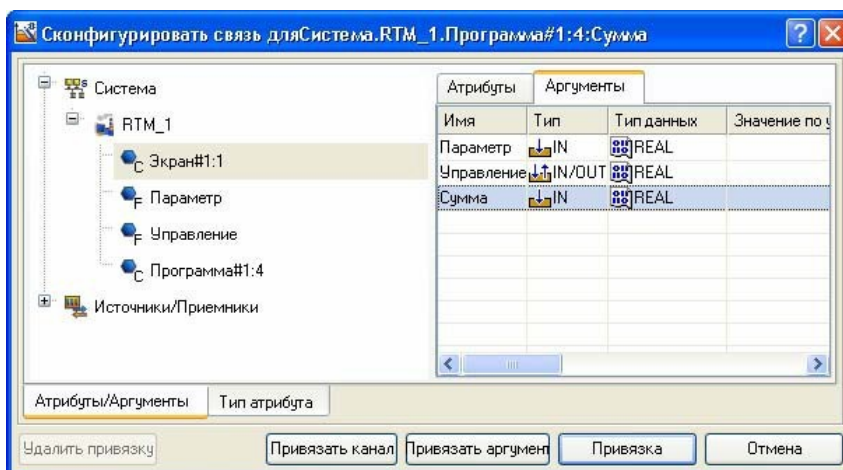 Сконфигурировать связь дляСистема.RTM_1.Программа#1:4:Сумма
Система
RTM_1
Экран#1:1
Параметр
Управление
Программа#1:4
Источники/Приемники
Атрибуты Аргументы
Имя Тип Тип данных Значение по у
Параметр IN REAL
Управление IN/OUT REAL
Сумма IN REAL
Атрибуты/Аргументы Тип атрибута
Удалить привязку Привязать канал Привязать аргумент Привязка Отмена